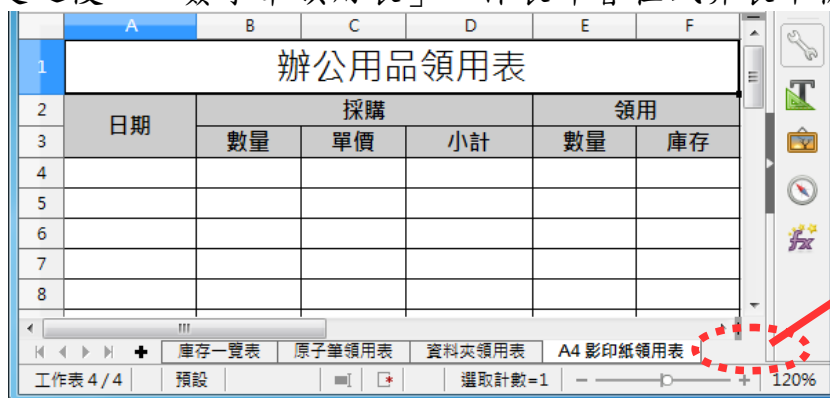 A B C D E F
1 辦公用品領用表
2 日期 採購 領用
3 數量 單價 小計 數量 庫存
4
5
6
7
8
庫存一覽表 原子筆領用表 資料夾領用表 A4 影印紙領用表
工作表 4 / 4 預設 選取計數=1 120%